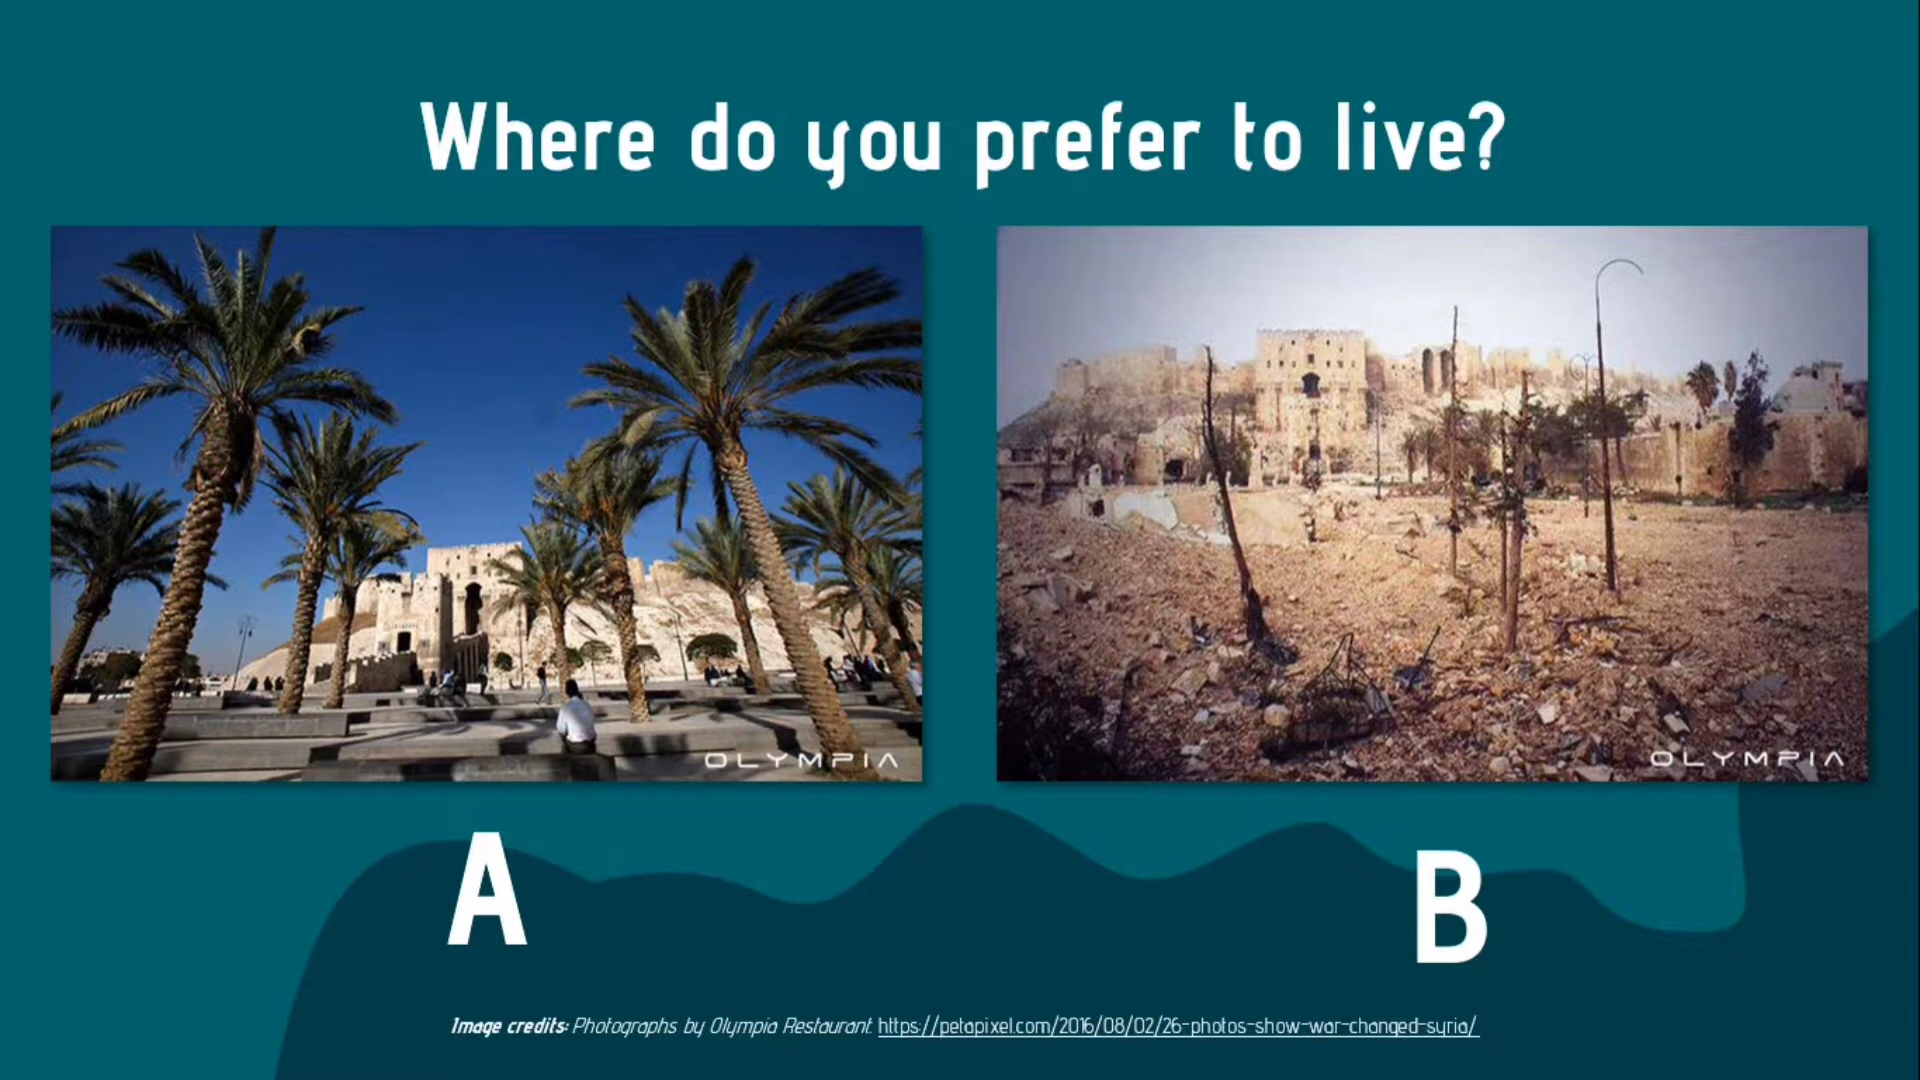 Where do you prefer to live?
OLYMPIA
OLYMPIA
A
B
Image credits: Photographs by Olympia Restaurant. https://petapixel.com/2016/08/02/26-photos-show-war-changed-syria/